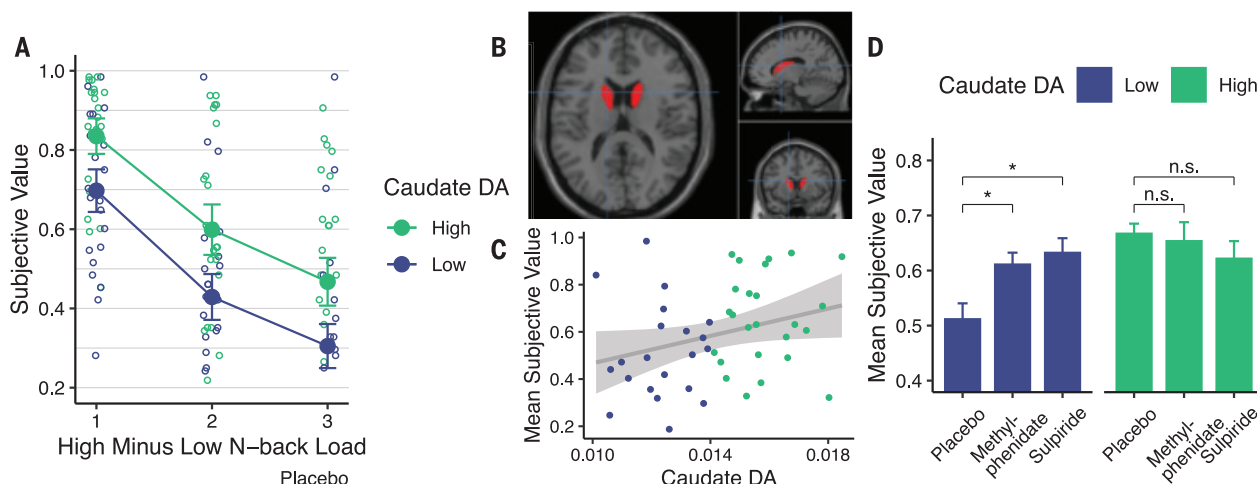 A
Subjective Value
1.0
0.8
0.6
0.4
0.2
1
2
3
High Minus Low N-back Load
Placebo
Caudate DA
High
Low
B
C
Mean Subjective Value
1.0
0.8
0.6
0.4
0.2
0.010
0.014
0.018
Caudate DA
D
Caudate DA
Low
High
Mean Subjective Value
0.8
0.7
0.6
0.5
0.4
*
*
n.s.
n.s.
Placebo
Methyl-
phenidate
Sulpiride
Placebo
Methyl-
phenidate
Sulpiride